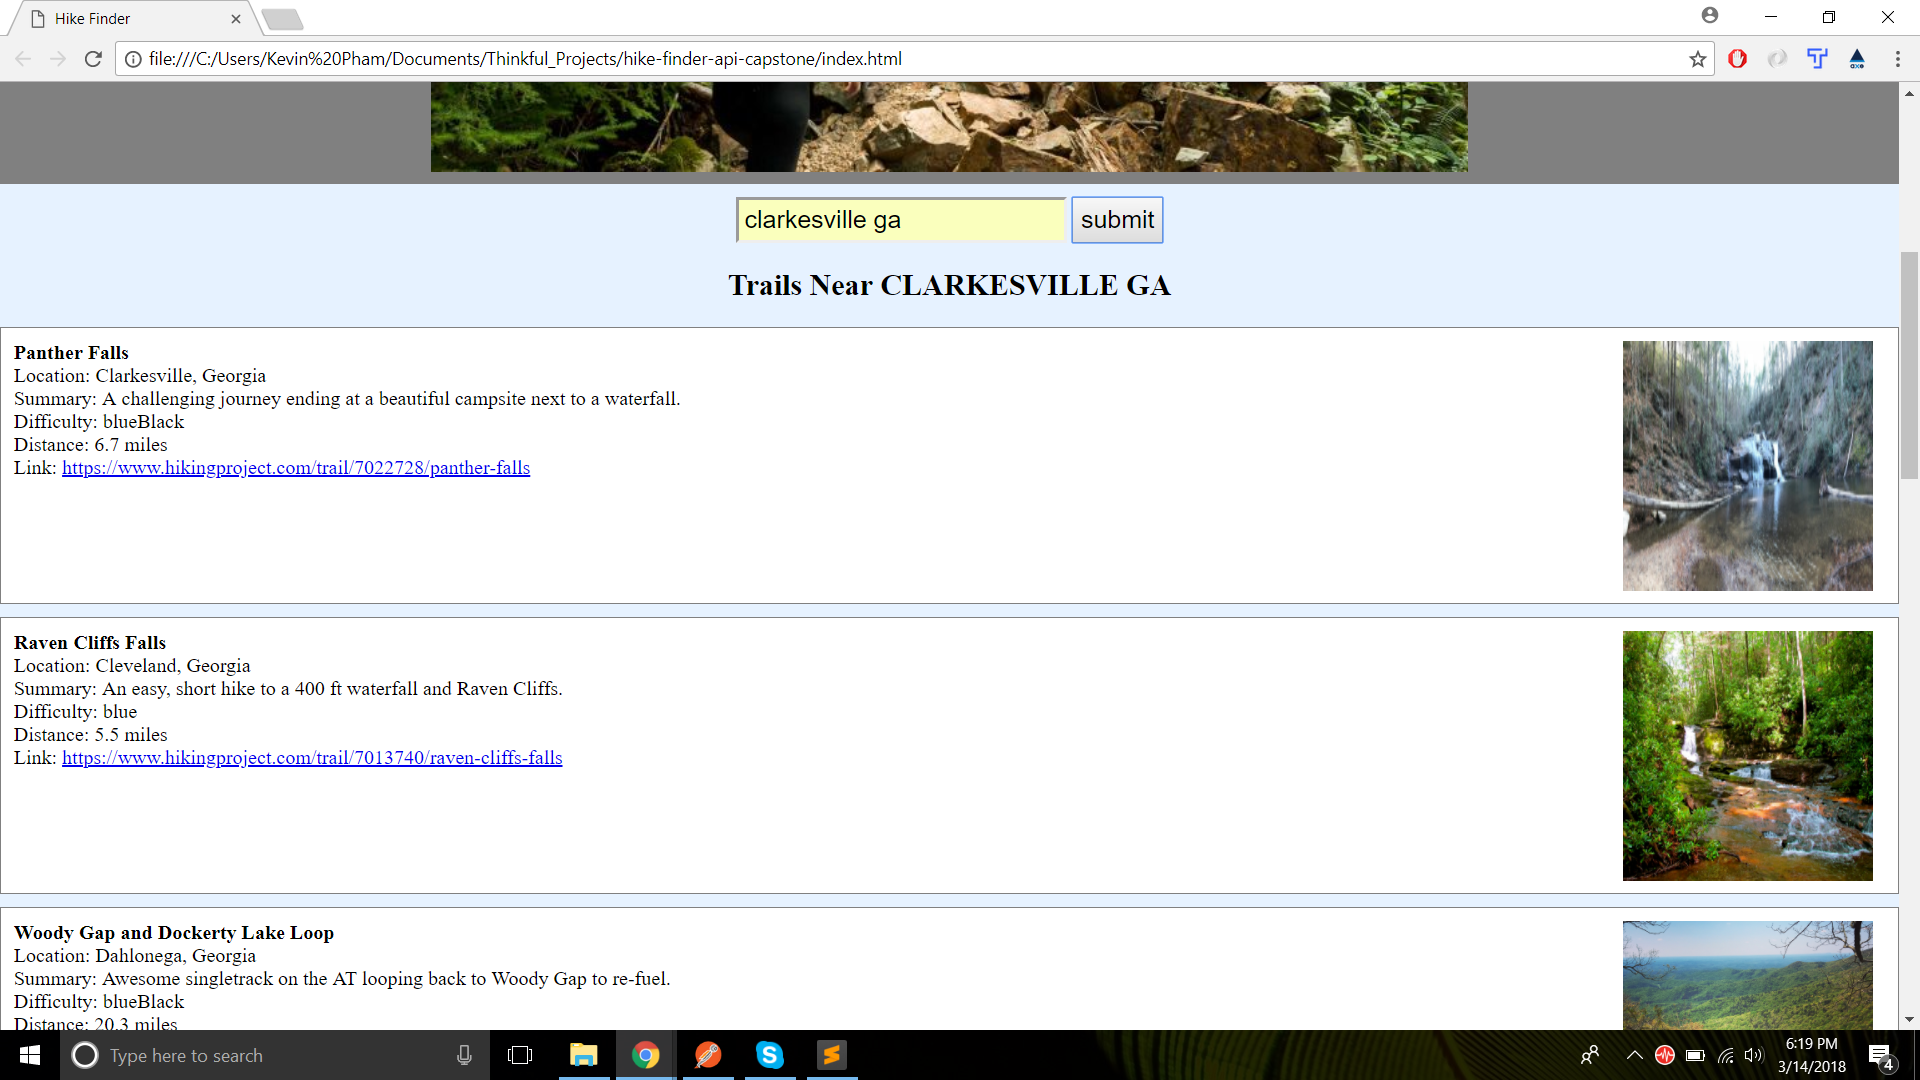 Hike Finder
file:///C:/Users/Kevin%20Pham/Documents/Thinkful_Projects/hike-finder-api-capstone/index.html
clarkesville ga
submit
Trails Near CLARKESVILLE GA
Panther Falls
Location: Clarkesville, Georgia
Summary: A challenging journey ending at a beautiful campsite next to a waterfall.
Difficulty: blueBlack
Distance: 6.7 miles
Link: https://www.hikingproject.com/trail/7022728/panther-falls
Raven Cliffs Falls
Location: Cleveland, Georgia
Summary: An easy, short hike to a 400 ft waterfall and Raven Cliffs.
Difficulty: blue
Distance: 5.5 miles
Link: https://www.hikingproject.com/trail/7013740/raven-cliffs-falls
Woody Gap and Dockerty Lake Loop
Location: Dahlonega, Georgia
Summary: Awesome singletrack on the AT looping back to Woody Gap to re-fuel.
Difficulty: blueBlack
Distance: 20.3 miles
Type here to search
6:19 PM
3/14/2018
4